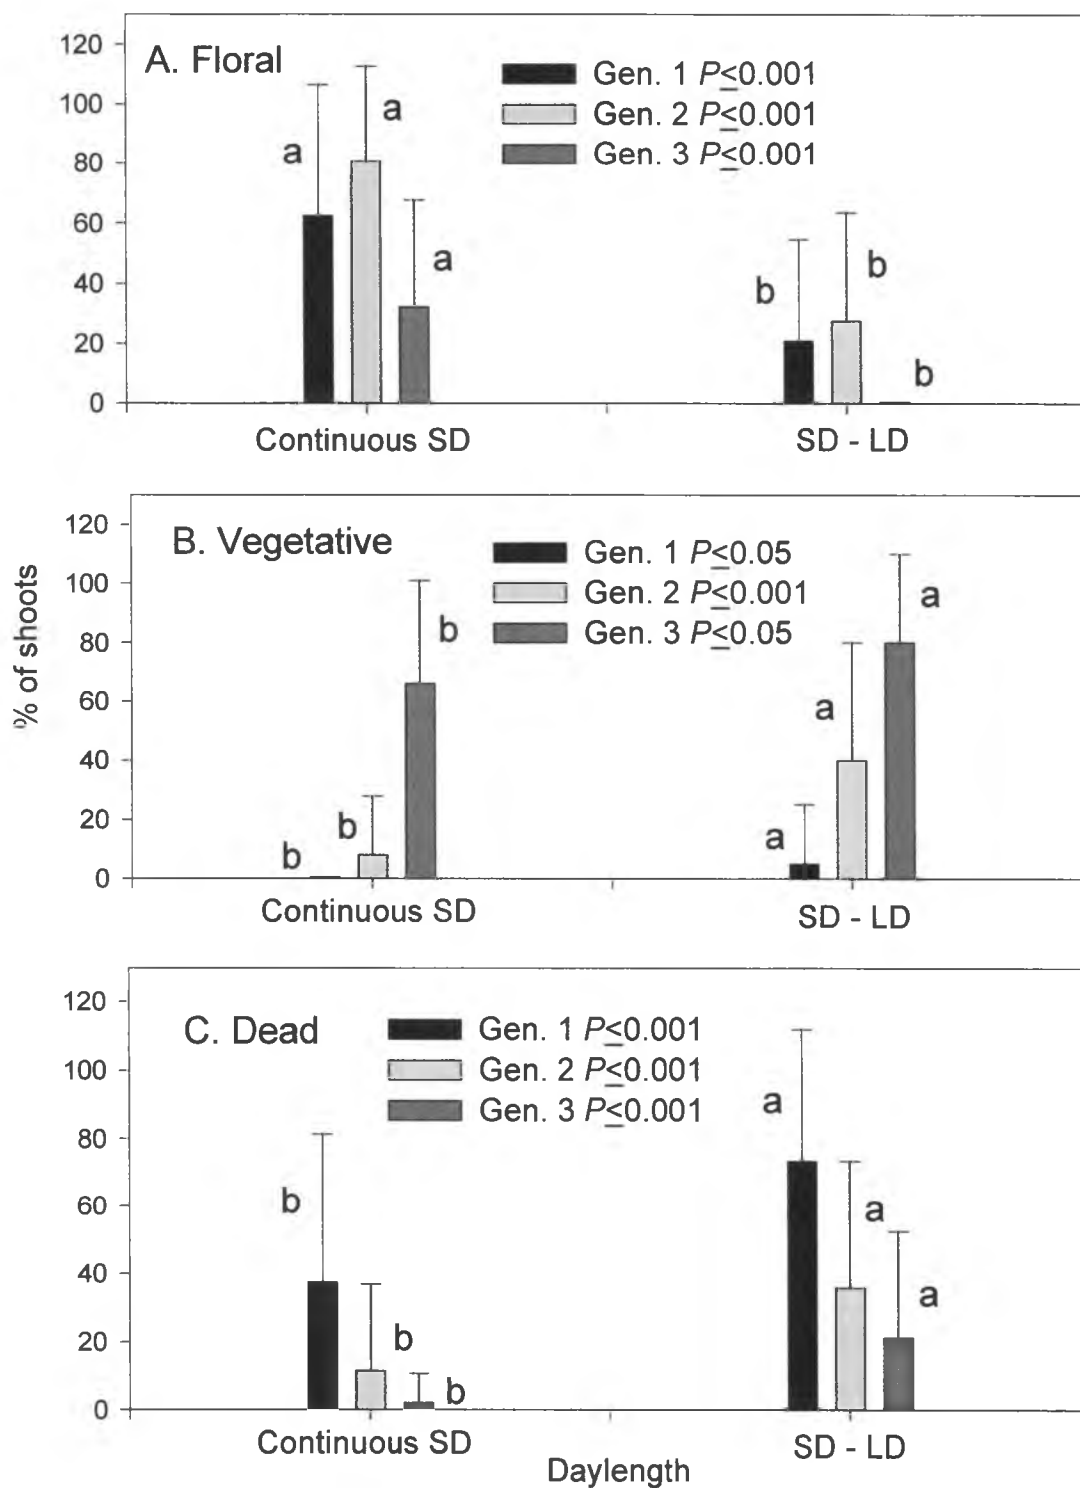 A. Floral
Gen. 1 P≤0.001
Gen. 2 P≤0.001
Gen. 3 P≤0.001
120
100
80
60
40
20
0
a
a
a
b
b
b
Continuous SD
SD - LD
B. Vegetative
Gen. 1 P≤0.05
Gen. 2 P≤0.001
Gen. 3 P≤0.05
120
100
80
60
40
20
0
b
b
b
a
a
a
Continuous SD
SD - LD
% of shoots
C. Dead
Gen. 1 P≤0.001
Gen. 2 P≤0.001
Gen. 3 P≤0.001
120
100
80
60
40
20
0
b
b
b
a
a
a
Continuous SD
SD - LD
Daylength